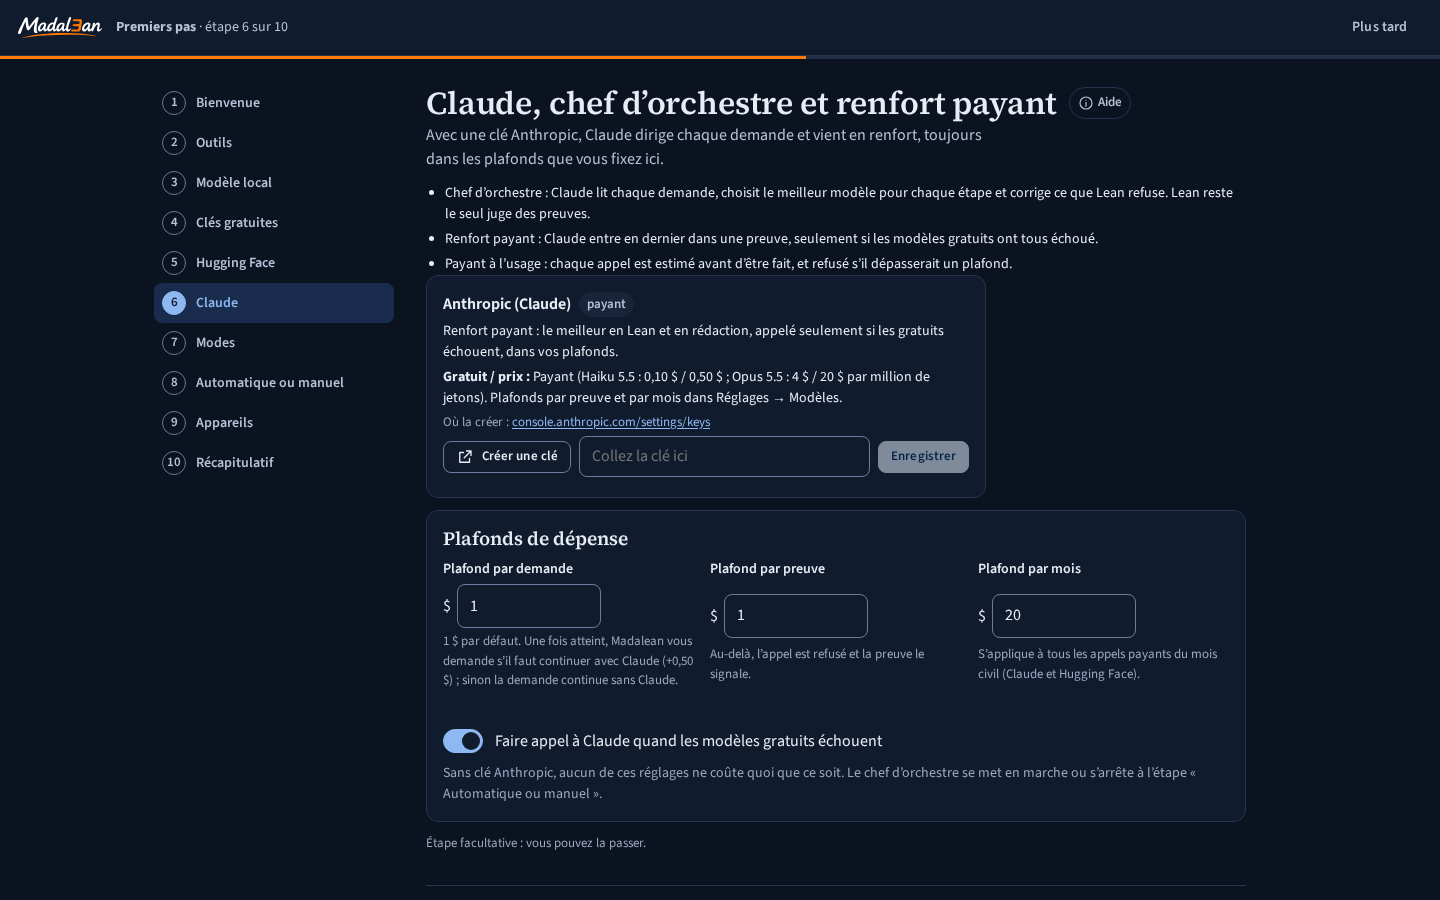 Madalean
Premiers pas · étape 6 sur 10
Plus tard
1 Bienvenue
2 Outils
3 Modèle local
4 Clés gratuites
5 Hugging Face
6 Claude
7 Modes
8 Automatique ou manuel
9 Appareils
10 Récapitulatif
Claude, chef d’orchestre et renfort payant
Aide
Avec une clé Anthropic, Claude dirige chaque demande et vient en renfort, toujours
dans les plafonds que vous fixez ici.
• Chef d’orchestre : Claude lit chaque demande, choisit le meilleur modèle pour chaque étape et corrige ce que Lean refuse. Lean reste
le seul juge des preuves.
• Renfort payant : Claude entre en dernier dans une preuve, seulement si les modèles gratuits ont tous échoué.
• Payant à l’usage : chaque appel est estimé avant d’être fait, et refusé s’il dépasserait un plafond.
Anthropic (Claude) payant
Renfort payant : le meilleur en Lean et en rédaction, appelé seulement si les gratuits
échouent, dans vos plafonds.
Gratuit / prix : Payant (Haiku 5.5 : 0,10 $ / 0,50 $ ; Opus 5.5 : 4 $ / 20 $ par million de
jetons). Plafonds par preuve et par mois dans Réglages → Modèles.
Où la créer : console.anthropic.com/settings/keys
Créer une clé
Collez la clé ici
Enregistrer
Plafonds de dépense
Plafond par demande
$ 1
1 $ par défaut. Une fois atteint, Madalean vous
demande s’il faut continuer avec Claude (+0,50
$) ; sinon la demande continue sans Claude.
Plafond par preuve
$ 1
Au-delà, l’appel est refusé et la preuve le
signale.
Plafond par mois
$ 20
S’applique à tous les appels payants du mois
civil (Claude et Hugging Face).
Faire appel à Claude quand les modèles gratuits échouent
Sans clé Anthropic, aucun de ces réglages ne coûte quoi que ce soit. Le chef d’orchestre se met en marche ou s’arrête à l’étape «
Automatique ou manuel ».
Étape facultative : vous pouvez la passer.